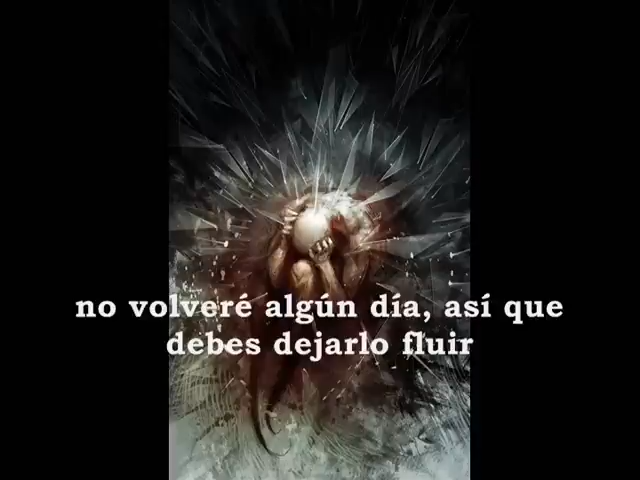 no volveré algún día, así que
debes dejarlo fluir